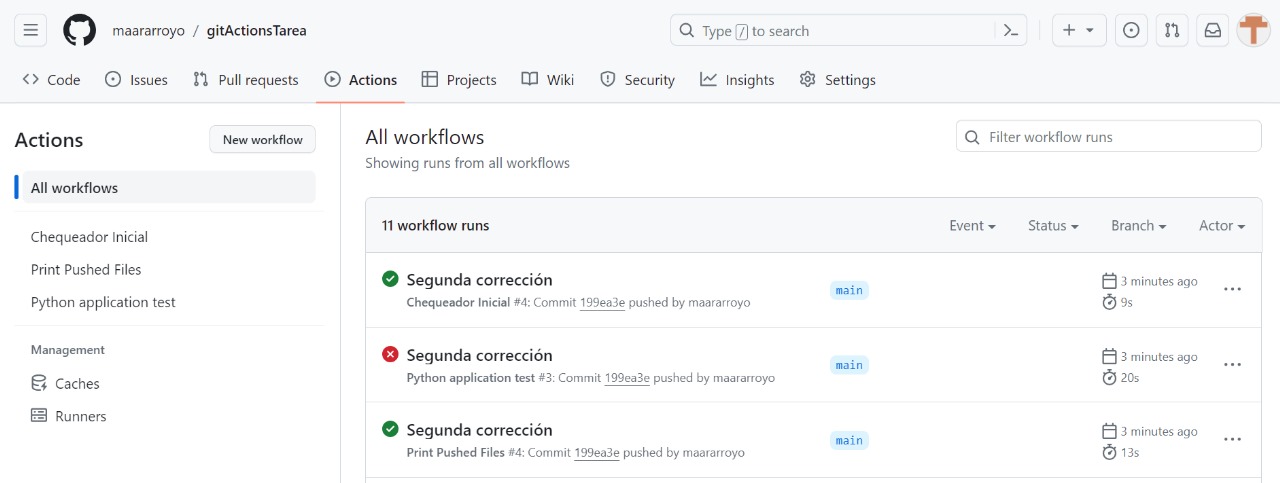 maararroyo / gitActionsTarea
Type / to search
Code Issues Pull requests Actions Projects Wiki Security Insights Settings
Actions
New workflow
All workflows
Chequeador Inicial
Print Pushed Files
Python application test
Management
Caches
Runners
All workflows
Showing runs from all workflows
Filter workflow runs
11 workflow runs
Event Status Branch Actor
Segunda corrección
Chequeador Inicial #4: Commit 199ea3e pushed by maararroyo
main
3 minutes ago
9s
Segunda corrección
Python application test #3: Commit 199ea3e pushed by maararroyo
main
3 minutes ago
20s
Segunda corrección
Print Pushed Files #4: Commit 199ea3e pushed by maararroyo
main
3 minutes ago
13s